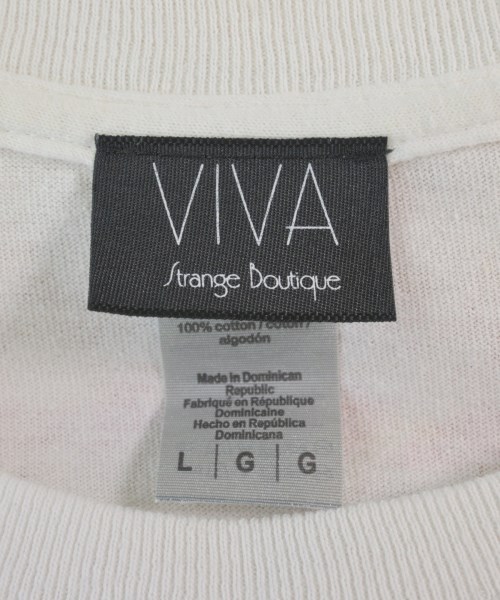 VIVA
Strange Boutique
100% cotton / coton /
algodón
Made in Dominican
Republic
Fabriqué en République
Dominicaine
Hecho en República
Dominicana
L | G | G